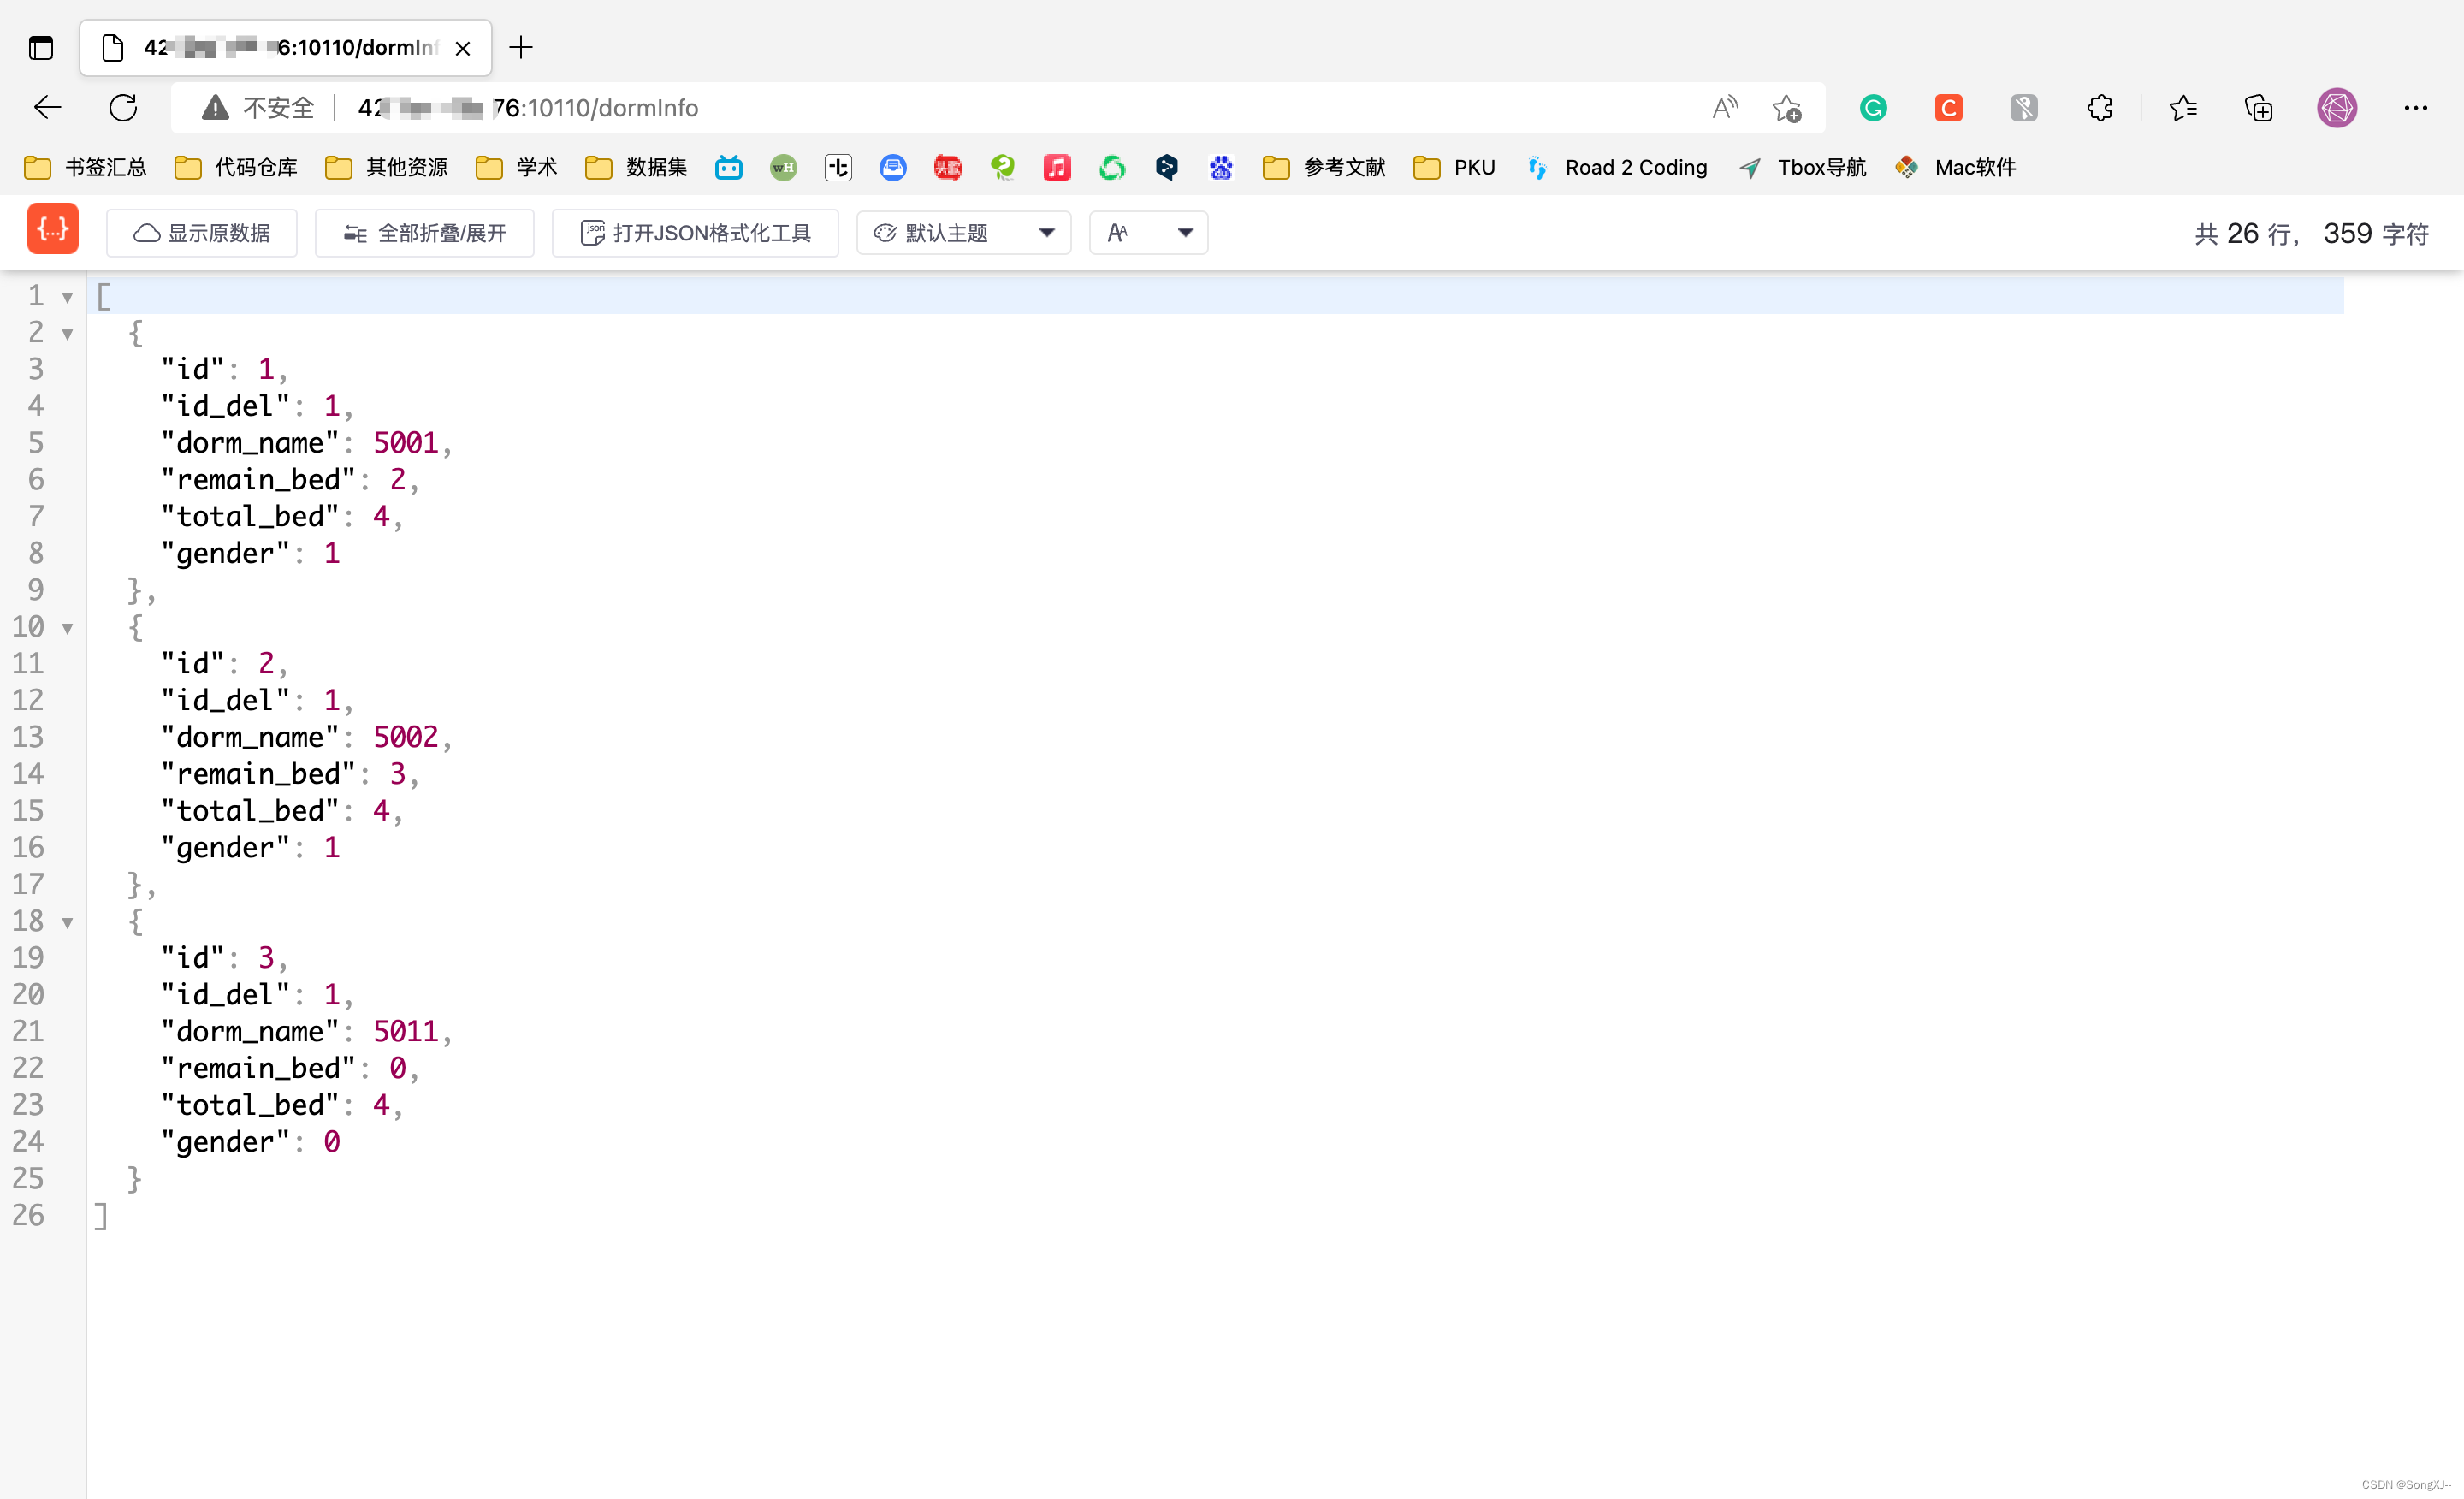 42 6:10110/dormInf
不安全 42 76:10110/dormInfo
书签汇总 代码仓库 其他资源 学术 数据集 wH 头歌 du 参考文献 PKU Road 2 Coding Tbox导航 Mac软件
{...} 显示原数据 全部折叠/展开 json 打开JSON格式化工具 默认主题 AA 共 26 行, 359 字符
1 [
2 {
3 "id": 1,
4 "id_del": 1,
5 "dorm_name": 5001,
6 "remain_bed": 2,
7 "total_bed": 4,
8 "gender": 1
9 },
10 {
11 "id": 2,
12 "id_del": 1,
13 "dorm_name": 5002,
14 "remain_bed": 3,
15 "total_bed": 4,
16 "gender": 1
17 },
18 {
19 "id": 3,
20 "id_del": 1,
21 "dorm_name": 5011,
22 "remain_bed": 0,
23 "total_bed": 4,
24 "gender": 0
25 }
26 ]
CSDN @SongXJ--